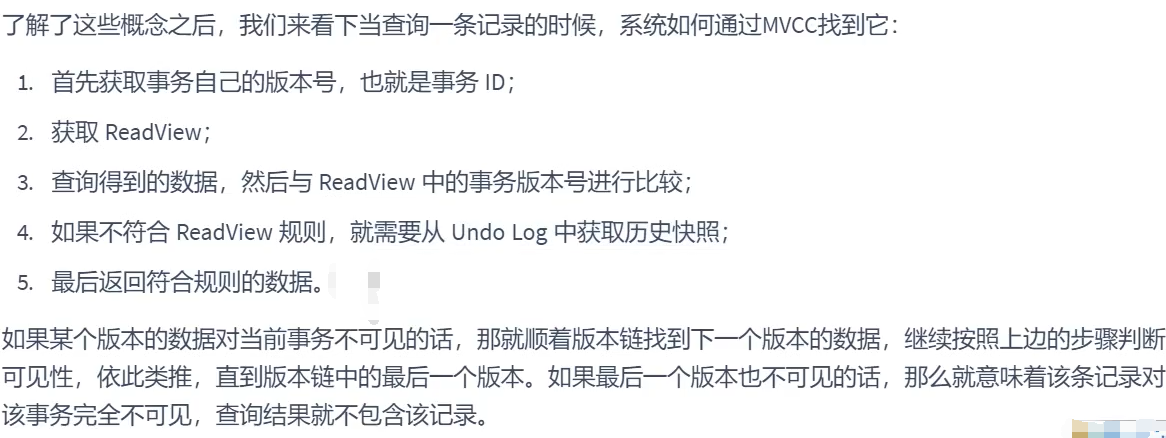 了解了这些概念之后，我们来看下当查询一条记录的时候，系统如何通过MVCC找到它：
1. 首先获取事务自己的版本号，也就是事务 ID；
2. 获取 ReadView；
3. 查询得到的数据，然后与 ReadView 中的事务版本号进行比较；
4. 如果不符合 ReadView 规则，就需要从 Undo Log 中获取历史快照；
5. 最后返回符合规则的数据。
如果某个版本的数据对当前事务不可见的话，那就顺着版本链找到下一个版本的数据，继续按照上边的步骤判断
可见性，依此类推，直到版本链中的最后一个版本。如果最后一个版本也不可见的话，那么就意味着该条记录对
该事务完全不可见，查询结果就不包含该记录。